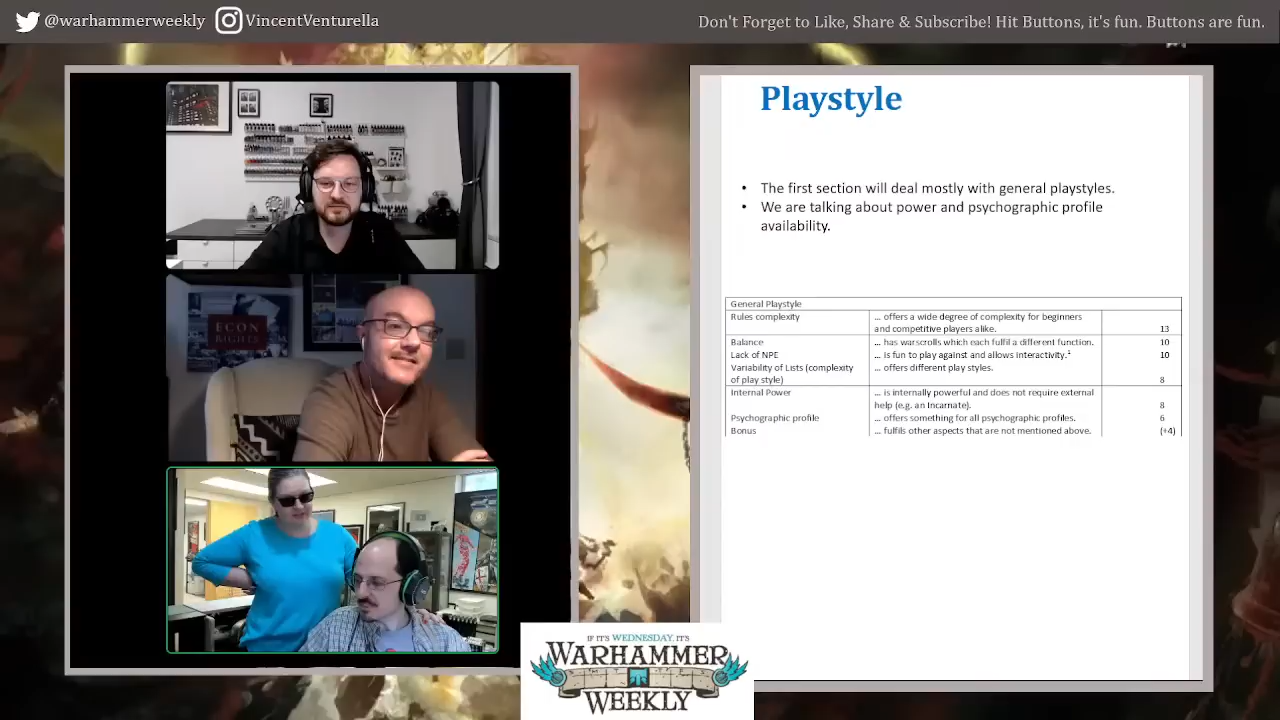 @warhammerweekly VincentVenturella
Don't Forget to Like, Share & Subscribe! Hit Buttons, it's fun. Buttons are fun.
ECON
RIGHTS
IF IT'S WEDNESDAY, IT'S
WARHAMMER
WEEKLY
Playstyle
• The first section will deal mostly with general playstyles.
• We are talking about power and psychographic profile
availability.
General Playstyle
Rules complexity ... offers a wide degree of complexity for beginners
and competitive players alike. 13
Balance ... has warscrolls which each fulfil a different function. 10
Lack of NPE ... is fun to play against and allows interactivity.¹ 10
Variability of Lists (complexity ... offers different play styles.
of play style) 8
Internal Power ... is internally powerful and does not require external
help (e.g. an Incarnate). 8
Psychographic profile ... offers something for all psychographic profiles. 6
Bonus ... fulfils other aspects that are not mentioned above. (+4)